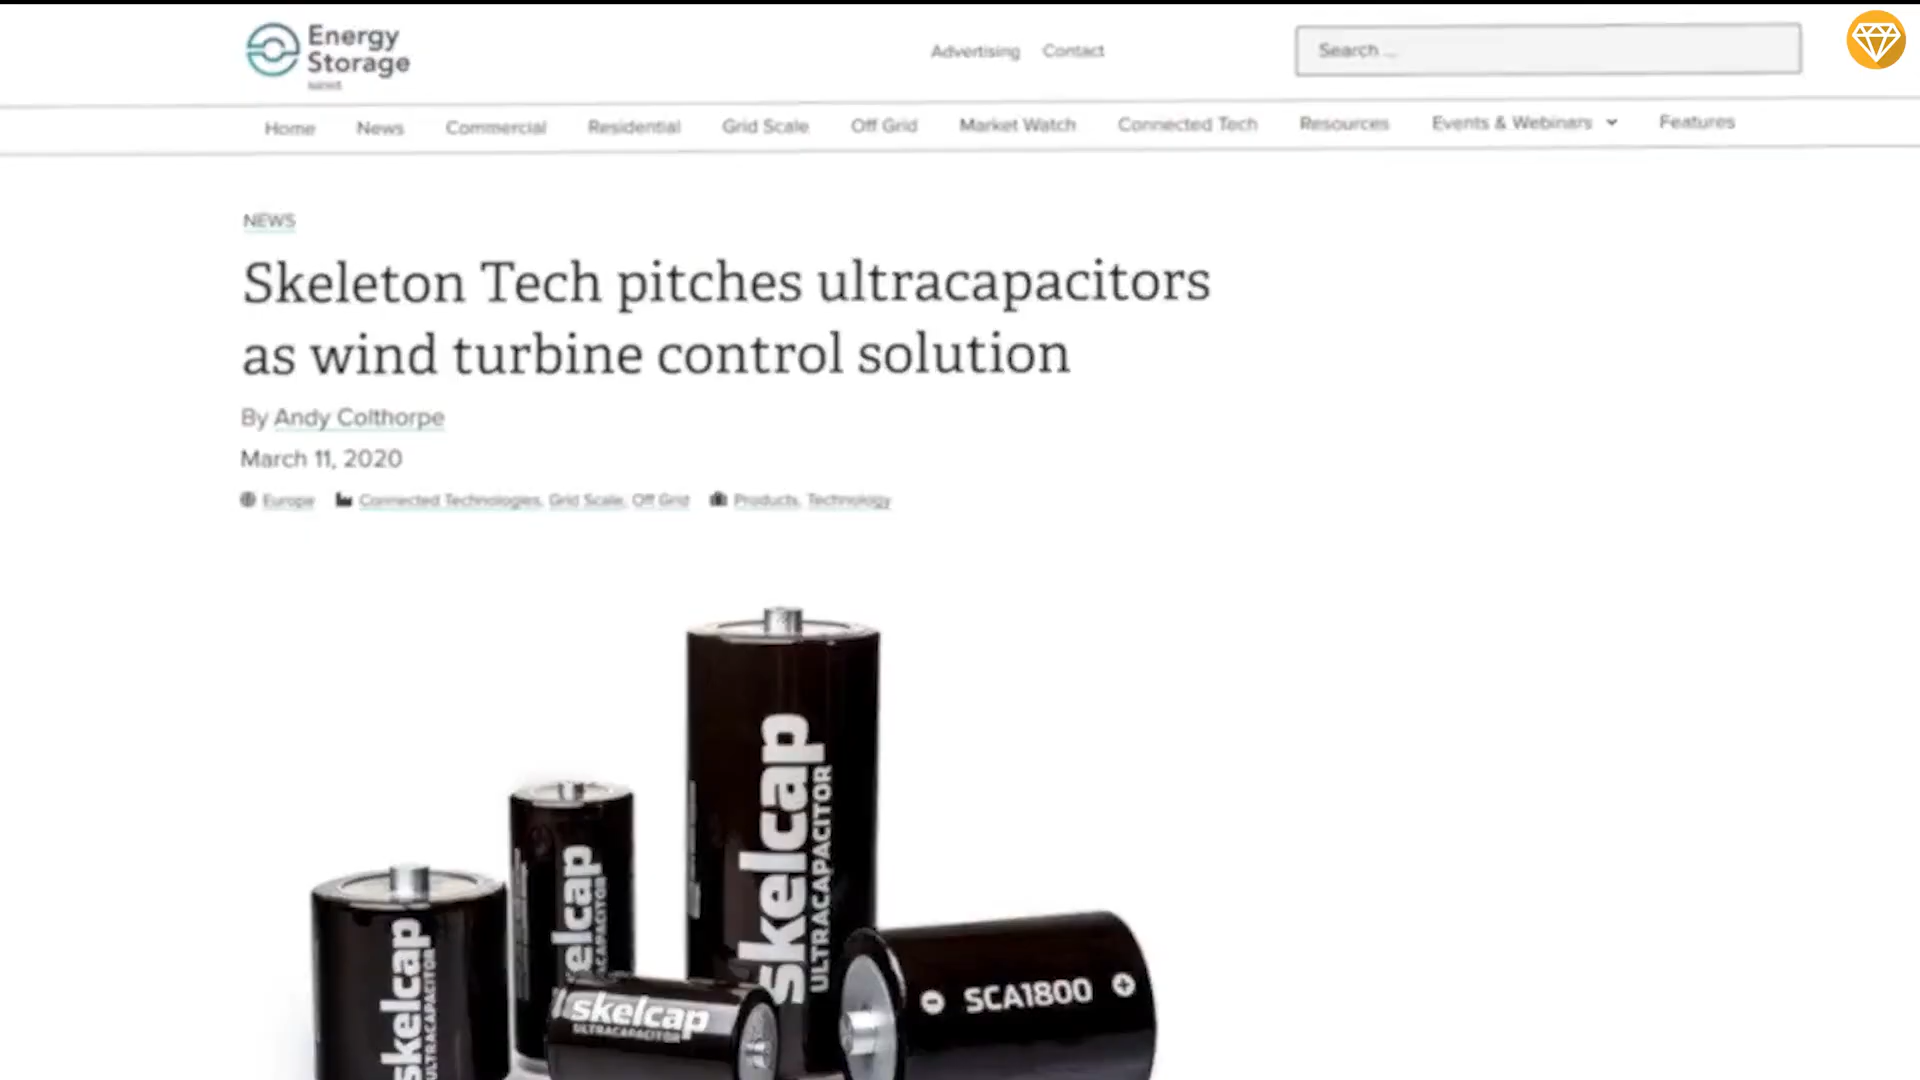 Energy
Storage
NEWS
Advertising Contact
Search ...
Home News Commercial Residential Grid Scale Off Grid Market Watch Connected Tech Resources Events & Webinars Features
NEWS
Skeleton Tech pitches ultracapacitors
as wind turbine control solution
By Andy Colthorpe
March 11, 2020
Europe Connected Technologies, Grid Scale, Off Grid Products, Technology
skelcap
ULTRACAPACITOR
elcap
ACAPACITOR
skelcap
ULTRACAPACITOR
skelcap
ULTRACAPACITOR
SCA1800